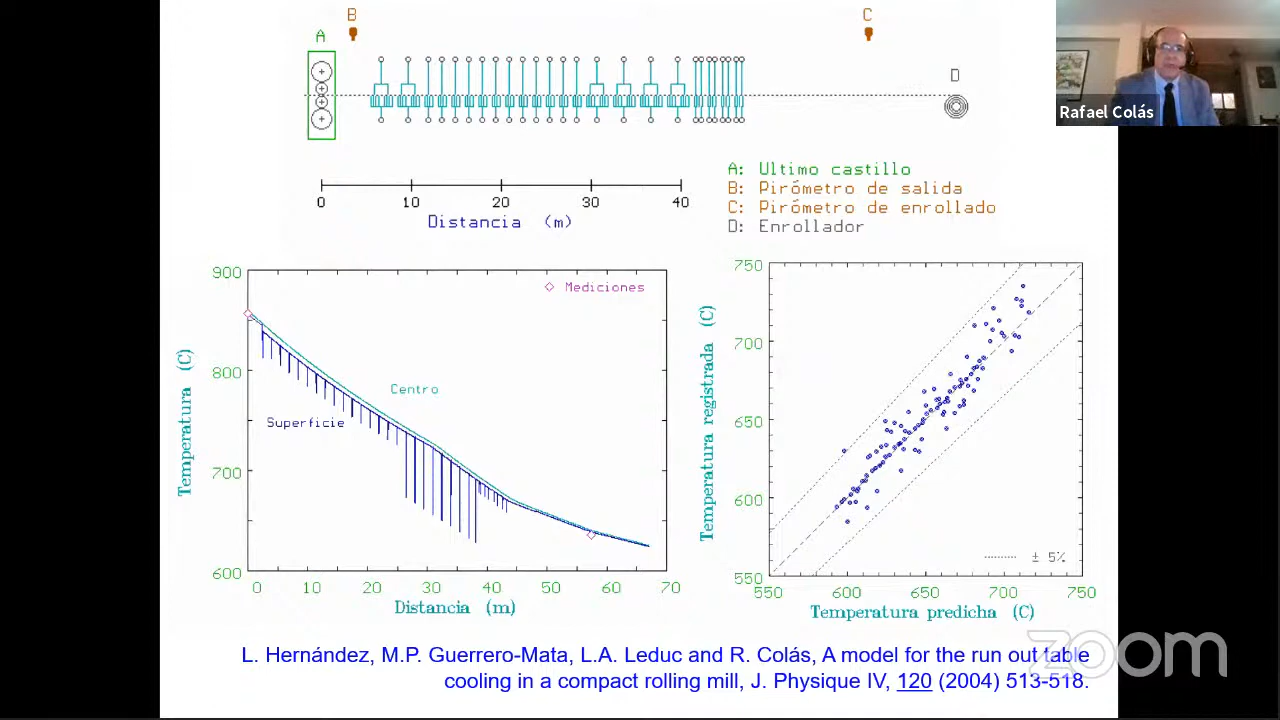 B
C
A
D
Rafael Colás
A: Ultimo castillo
B: Pirómetro de salida
C: Pirómetro de enrollado
D: Enrollador
0 10 20 30 40
Distancia (m)
900
800
700
600
Temperatura (C)
Mediciones
Centro
Superficie
0 10 20 30 40 50 60 70
Distancia (m)
750
700
650
600
550
Temperatura registrada (C)
± 5%
550 600 650 700 750
Temperatura predicha (C)
zoom
L. Hernández, M.P. Guerrero-Mata, L.A. Leduc and R. Colás, A model for the run out table
cooling in a compact rolling mill, J. Physique IV, 120 (2004) 513-518.